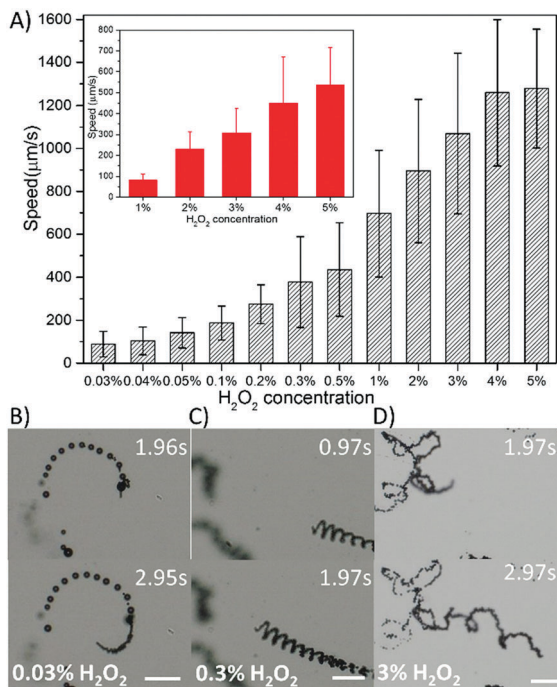 A)
Speed (μm/s)
1600
1400
1200
1000
800
600
400
200
0
0.03% 0.04% 0.05% 0.1% 0.2% 0.3% 0.5% 1% 2% 3% 4% 5%
H₂O₂ concentration
Speed (μm/s)
800
700
600
500
400
300
200
100
0
1% 2% 3% 4% 5%
H₂O₂ concentration
B) 1.96s
2.95s
0.03% H₂O₂
C) 0.97s
1.97s
0.3% H₂O₂
D) 1.97s
2.97s
3% H₂O₂